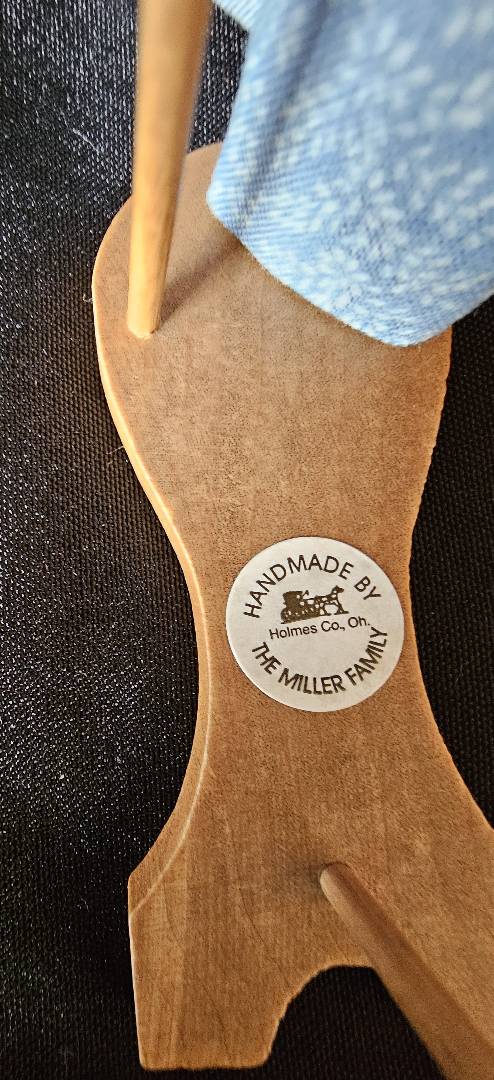 HANDMADE BY
Holmes Co., Oh.
THE MILLER FAMILY